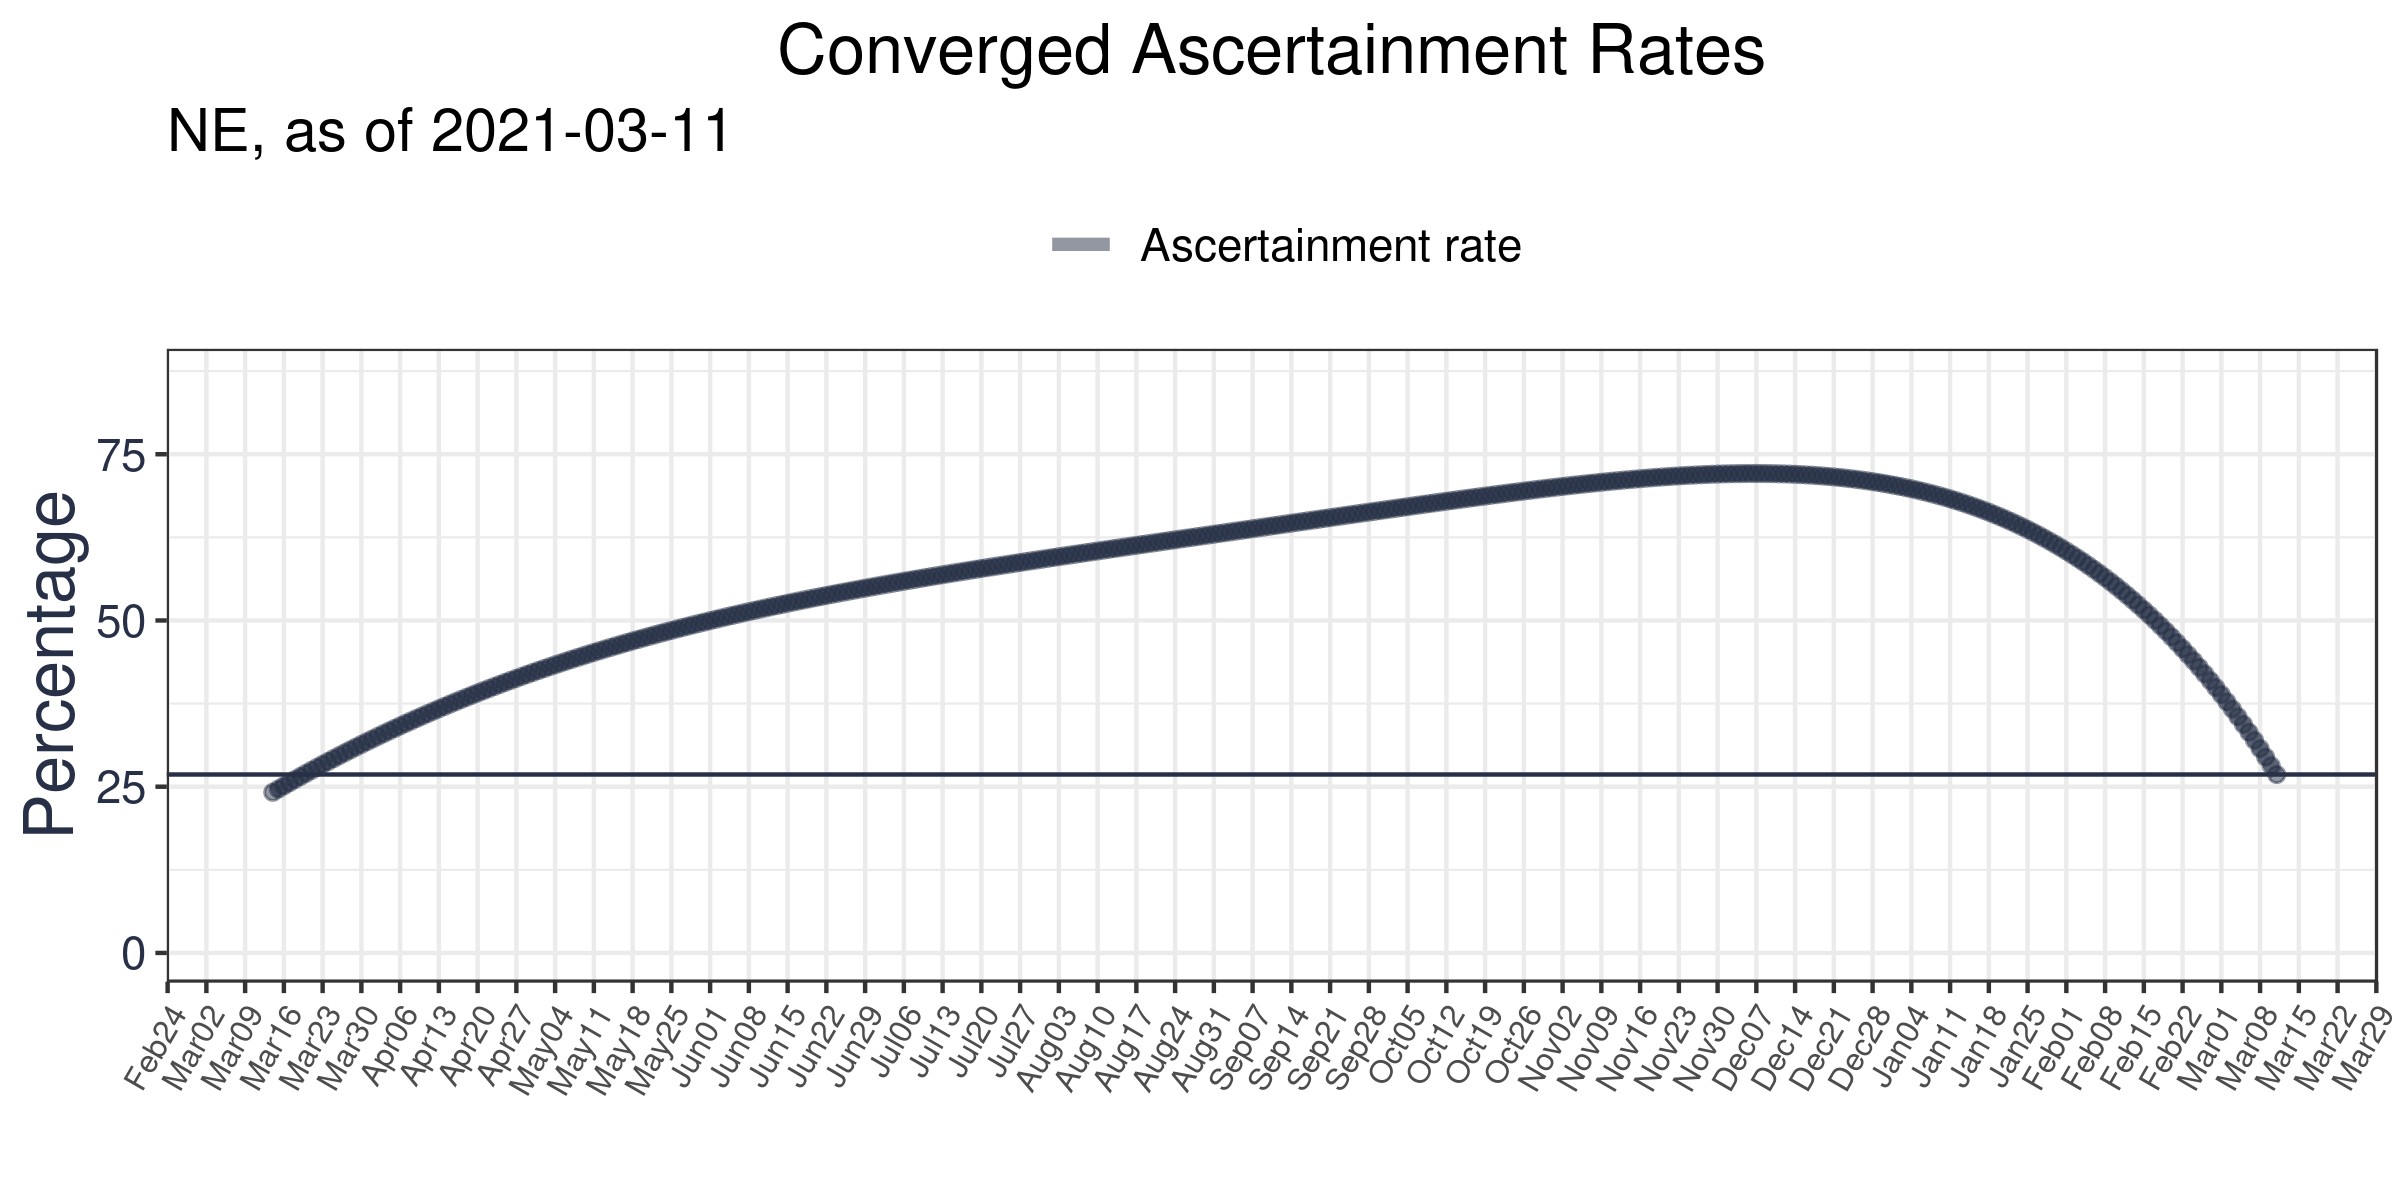 Converged Ascertainment Rates
NE, as of 2021-03-11
Ascertainment rate
Percentage
75
50
25
0
Feb24
Mar02
Mar09
Mar16
Mar23
Mar30
Apr06
Apr13
Apr20
Apr27
May04
May11
May18
May25
Jun01
Jun08
Jun15
Jun22
Jun29
Jul06
Jul13
Jul20
Jul27
Aug03
Aug10
Aug17
Aug24
Aug31
Sep07
Sep14
Sep21
Sep28
Oct05
Oct12
Oct19
Oct26
Nov02
Nov09
Nov16
Nov23
Nov30
Dec07
Dec14
Dec21
Dec28
Jan04
Jan11
Jan18
Jan25
Feb01
Feb08
Feb15
Feb22
Mar01
Mar08
Mar15
Mar22
Mar29